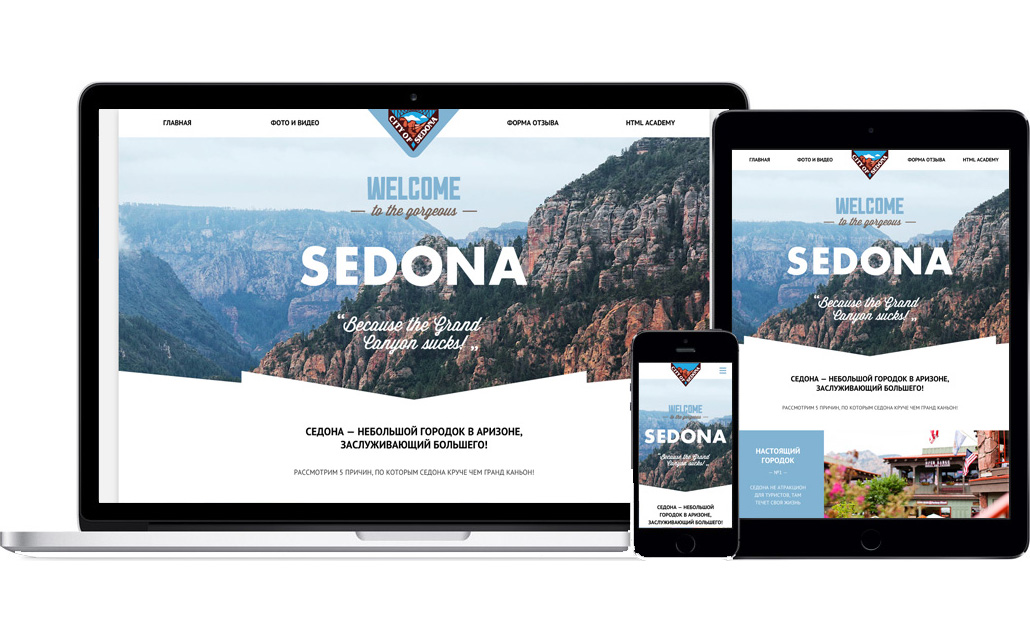 ГЛАВНАЯ
ФОТО И ВИДЕО
CITY OF SEDONA
ФОРМА ОТЗЫВА
HTML ACADEMY
WELCOME
to the gorgeous
SEDONA
“Because the Grand
Canyon sucks!„
СЕДОНА — НЕБОЛЬШОЙ ГОРОДОК В АРИЗОНЕ,
ЗАСЛУЖИВАЮЩИЙ БОЛЬШЕГО!
РАССМОТРИМ 5 ПРИЧИН, ПО КОТОРЫМ СЕДОНА КРУЧЕ ЧЕМ ГРАНД КАНЬОН!
CITY OF SEDONA
WELCOME
to the gorgeous
SEDONA
“Because the Grand
Canyon sucks!„
СЕДОНА — НЕБОЛЬШОЙ
ГОРОДОК В АРИЗОНЕ,
ЗАСЛУЖИВАЮЩИЙ БОЛЬШЕГО!
ГЛАВНАЯ
ФОТО И ВИДЕО
CITY OF SEDONA
ФОРМА ОТЗЫВА
HTML ACADEMY
WELCOME
to the gorgeous
SEDONA
“Because the Grand
Canyon sucks!„
СЕДОНА — НЕБОЛЬШОЙ ГОРОДОК В АРИЗОНЕ,
ЗАСЛУЖИВАЮЩИЙ БОЛЬШЕГО!
РАССМОТРИМ 5 ПРИЧИН, ПО КОТОРЫМ СЕДОНА КРУЧЕ ЧЕМ ГРАНД КАНЬОН!
НАСТОЯЩИЙ
ГОРОДОК
— №1 —
СЕДОНА НЕ АТРАКЦИОН
ДЛЯ ТУРИСТОВ, ТАМ
ТЕЧЕТ СВОЯ ЖИЗНЬ